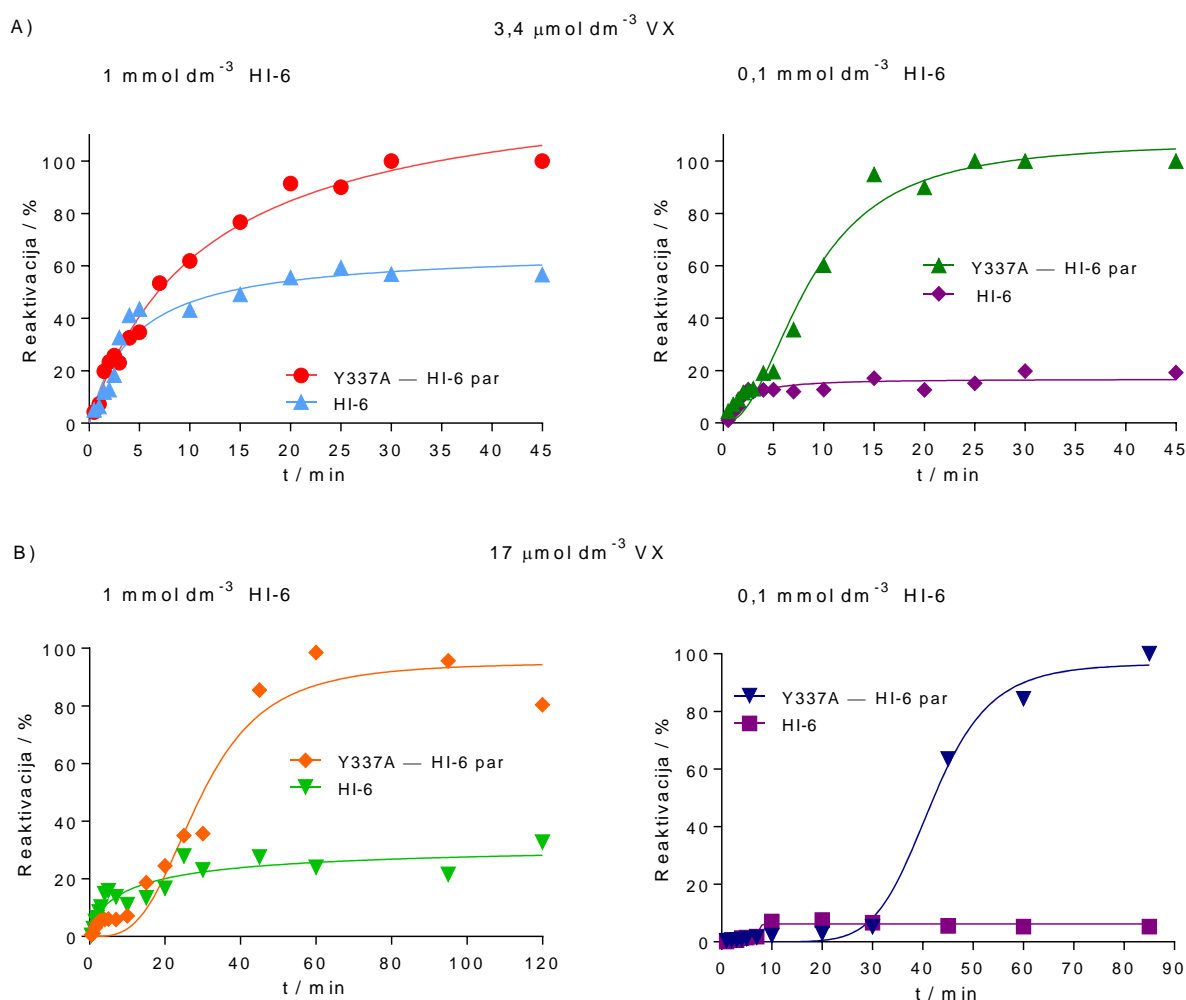 A)
3,4 μmol dm⁻³ VX
1 mmol dm⁻³ HI-6
0,1 mmol dm⁻³ HI-6
Reaktivacija / %
100
80
60
40
20
0
0 5 10 15 20 25 30 35 40 45
t / min
Y337A — HI-6 par
HI-6
Reaktivacija / %
100
80
60
40
20
0
0 5 10 15 20 25 30 35 40 45
t / min
Y337A — HI-6 par
HI-6
B)
17 μmol dm⁻³ VX
1 mmol dm⁻³ HI-6
0,1 mmol dm⁻³ HI-6
Reaktivacija / %
100
80
60
40
20
0
0 20 40 60 80 100 120
t / min
Y337A — HI-6 par
HI-6
Reaktivacija / %
100
80
60
40
20
0
0 10 20 30 40 50 60 70 80 90
t / min
Y337A — HI-6 par
HI-6